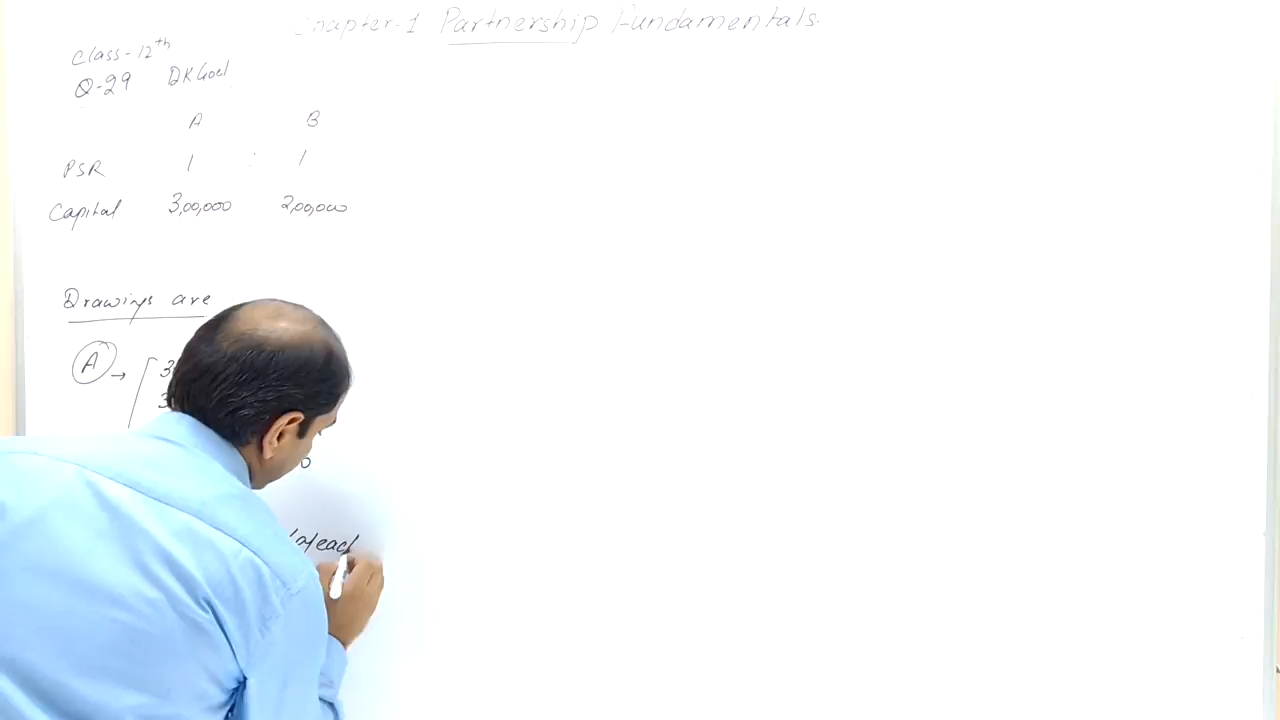 Chapter-1 Partnership Fundamentals
Class-12th
Q-29 DK Goel
A B
PSR 1 : 1
Capital 3,00,000 2,00,000
Drawings are
A → 3
3
0
of each